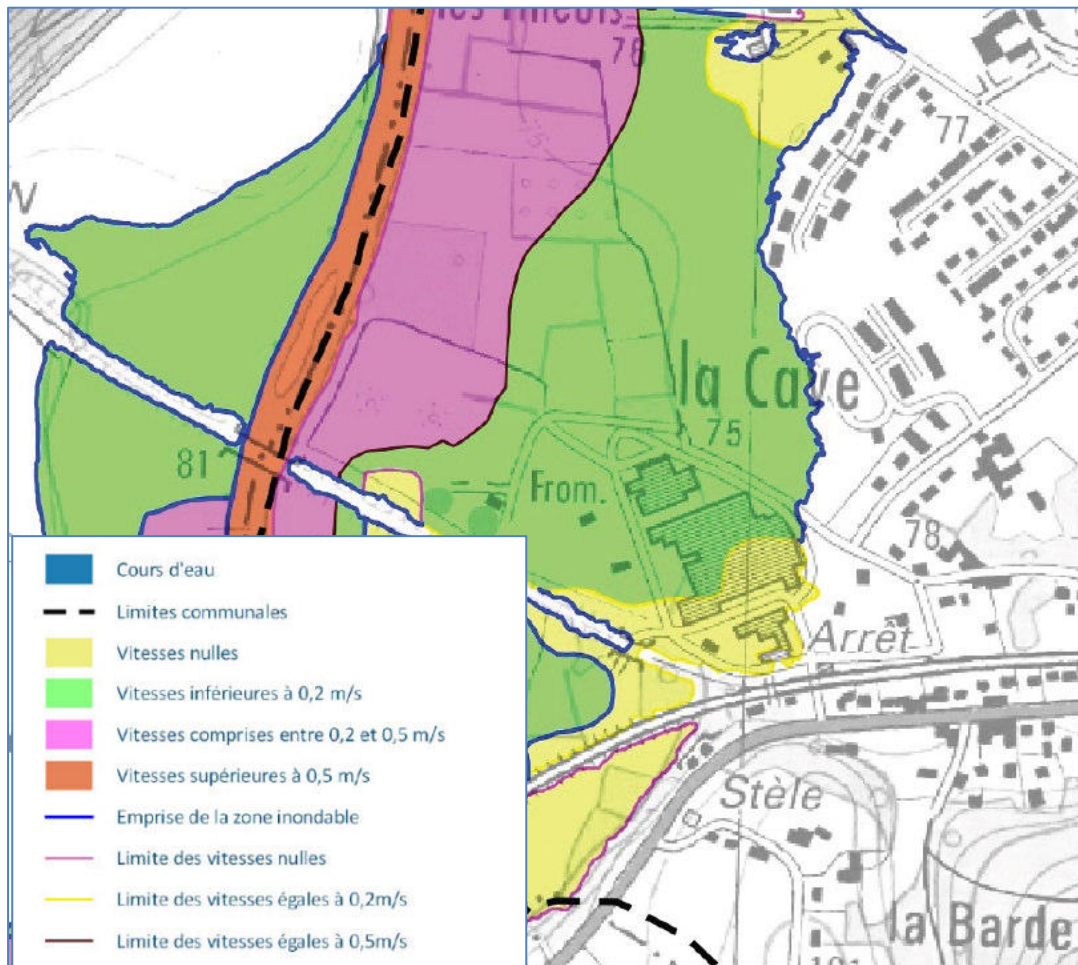 78
77
la Cave
75
81
From.
78
Arrêt
Stèle
la Barde
Cours d'eau
Limites communales
Vitesses nulles
Vitesses inférieures à 0,2 m/s
Vitesses comprises entre 0,2 et 0,5 m/s
Vitesses supérieures à 0,5 m/s
Emprise de la zone inondable
Limite des vitesses nulles
Limite des vitesses égales à 0,2m/s
Limite des vitesses égales à 0,5m/s